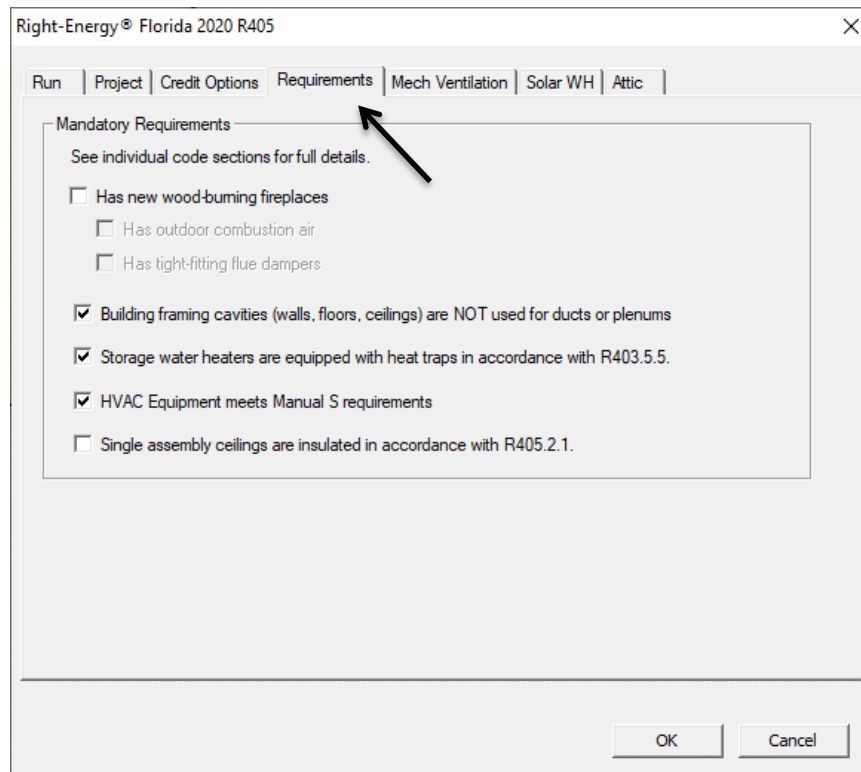 Right-Energy® Florida 2020 R405
Run Project Credit Options Requirements Mech Ventilation Solar WH Attic
Mandatory Requirements
See individual code sections for full details.
Has new wood-burning fireplaces
Has outdoor combustion air
Has tight-fitting flue dampers
Building framing cavities (walls, floors, ceilings) are NOT used for ducts or plenums
Storage water heaters are equipped with heat traps in accordance with R403.5.5.
HVAC Equipment meets Manual S requirements
Single assembly ceilings are insulated in accordance with R405.2.1.
OK Cancel